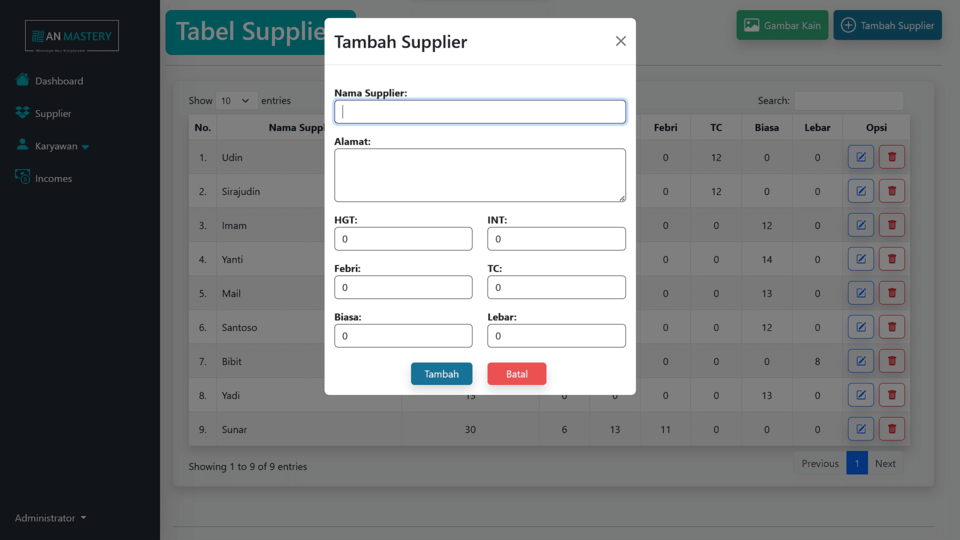 AN MASTERY
Dashboard
Supplier
Karyawan
Incomes
Administrator
Tabel Supplie
Gambar Kain
Tambah Supplier
Show 10 entries
Search:
No. Nama Suppl Febri TC Biasa Lebar Opsi
1. Udin 0 12 0 0
2. Sirajudin 0 12 0 0
3. Imam 0 0 12 0
4. Yanti 0 0 14 0
5. Mail 0 0 13 0
6. Santoso 0 0 12 0
7. Bibit 0 0 0 8
8. Yadi 13 0 0 0 0 13 0
9. Sunar 30 6 13 11 0 0 0
Showing 1 to 9 of 9 entries
Previous 1 Next
Tambah Supplier
Nama Supplier:
Alamat:
HGT: INT:
0 0
Febri: TC:
0 0
Biasa: Lebar:
0 0
Tambah Batal